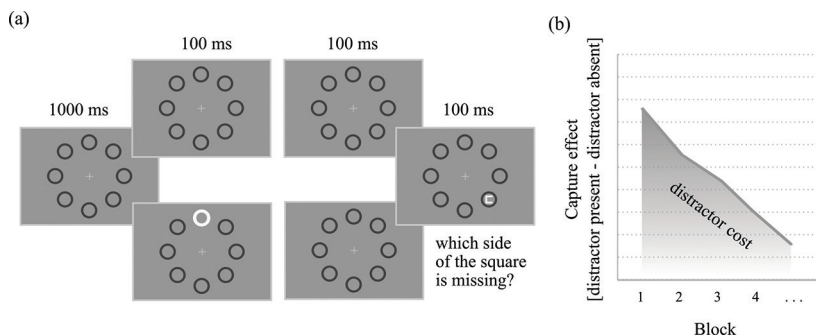 (a)
100 ms
100 ms
1000 ms
100 ms
which side
of the square
is missing?
(b)
Capture effect
[distractor present - distractor absent]
distractor cost
1 2 3 4 ...
Block